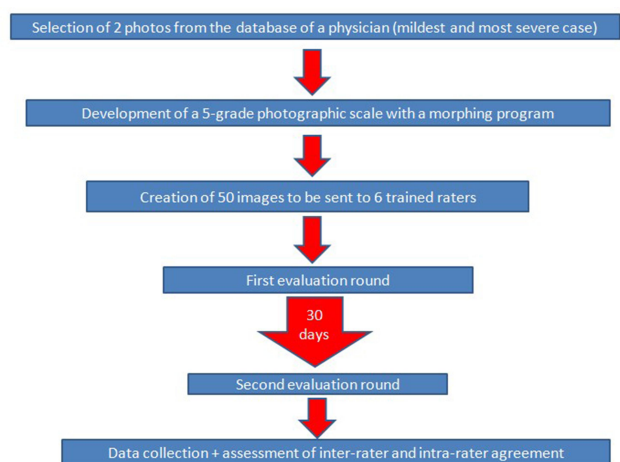 Selection of 2 photos from the database of a physician (mildest and most severe case)
Development of a 5-grade photographic scale with a morphing program
Creation of 50 images to be sent to 6 trained raters
First evaluation round
30
days
Second evaluation round
Data collection + assessment of inter-rater and intra-rater agreement